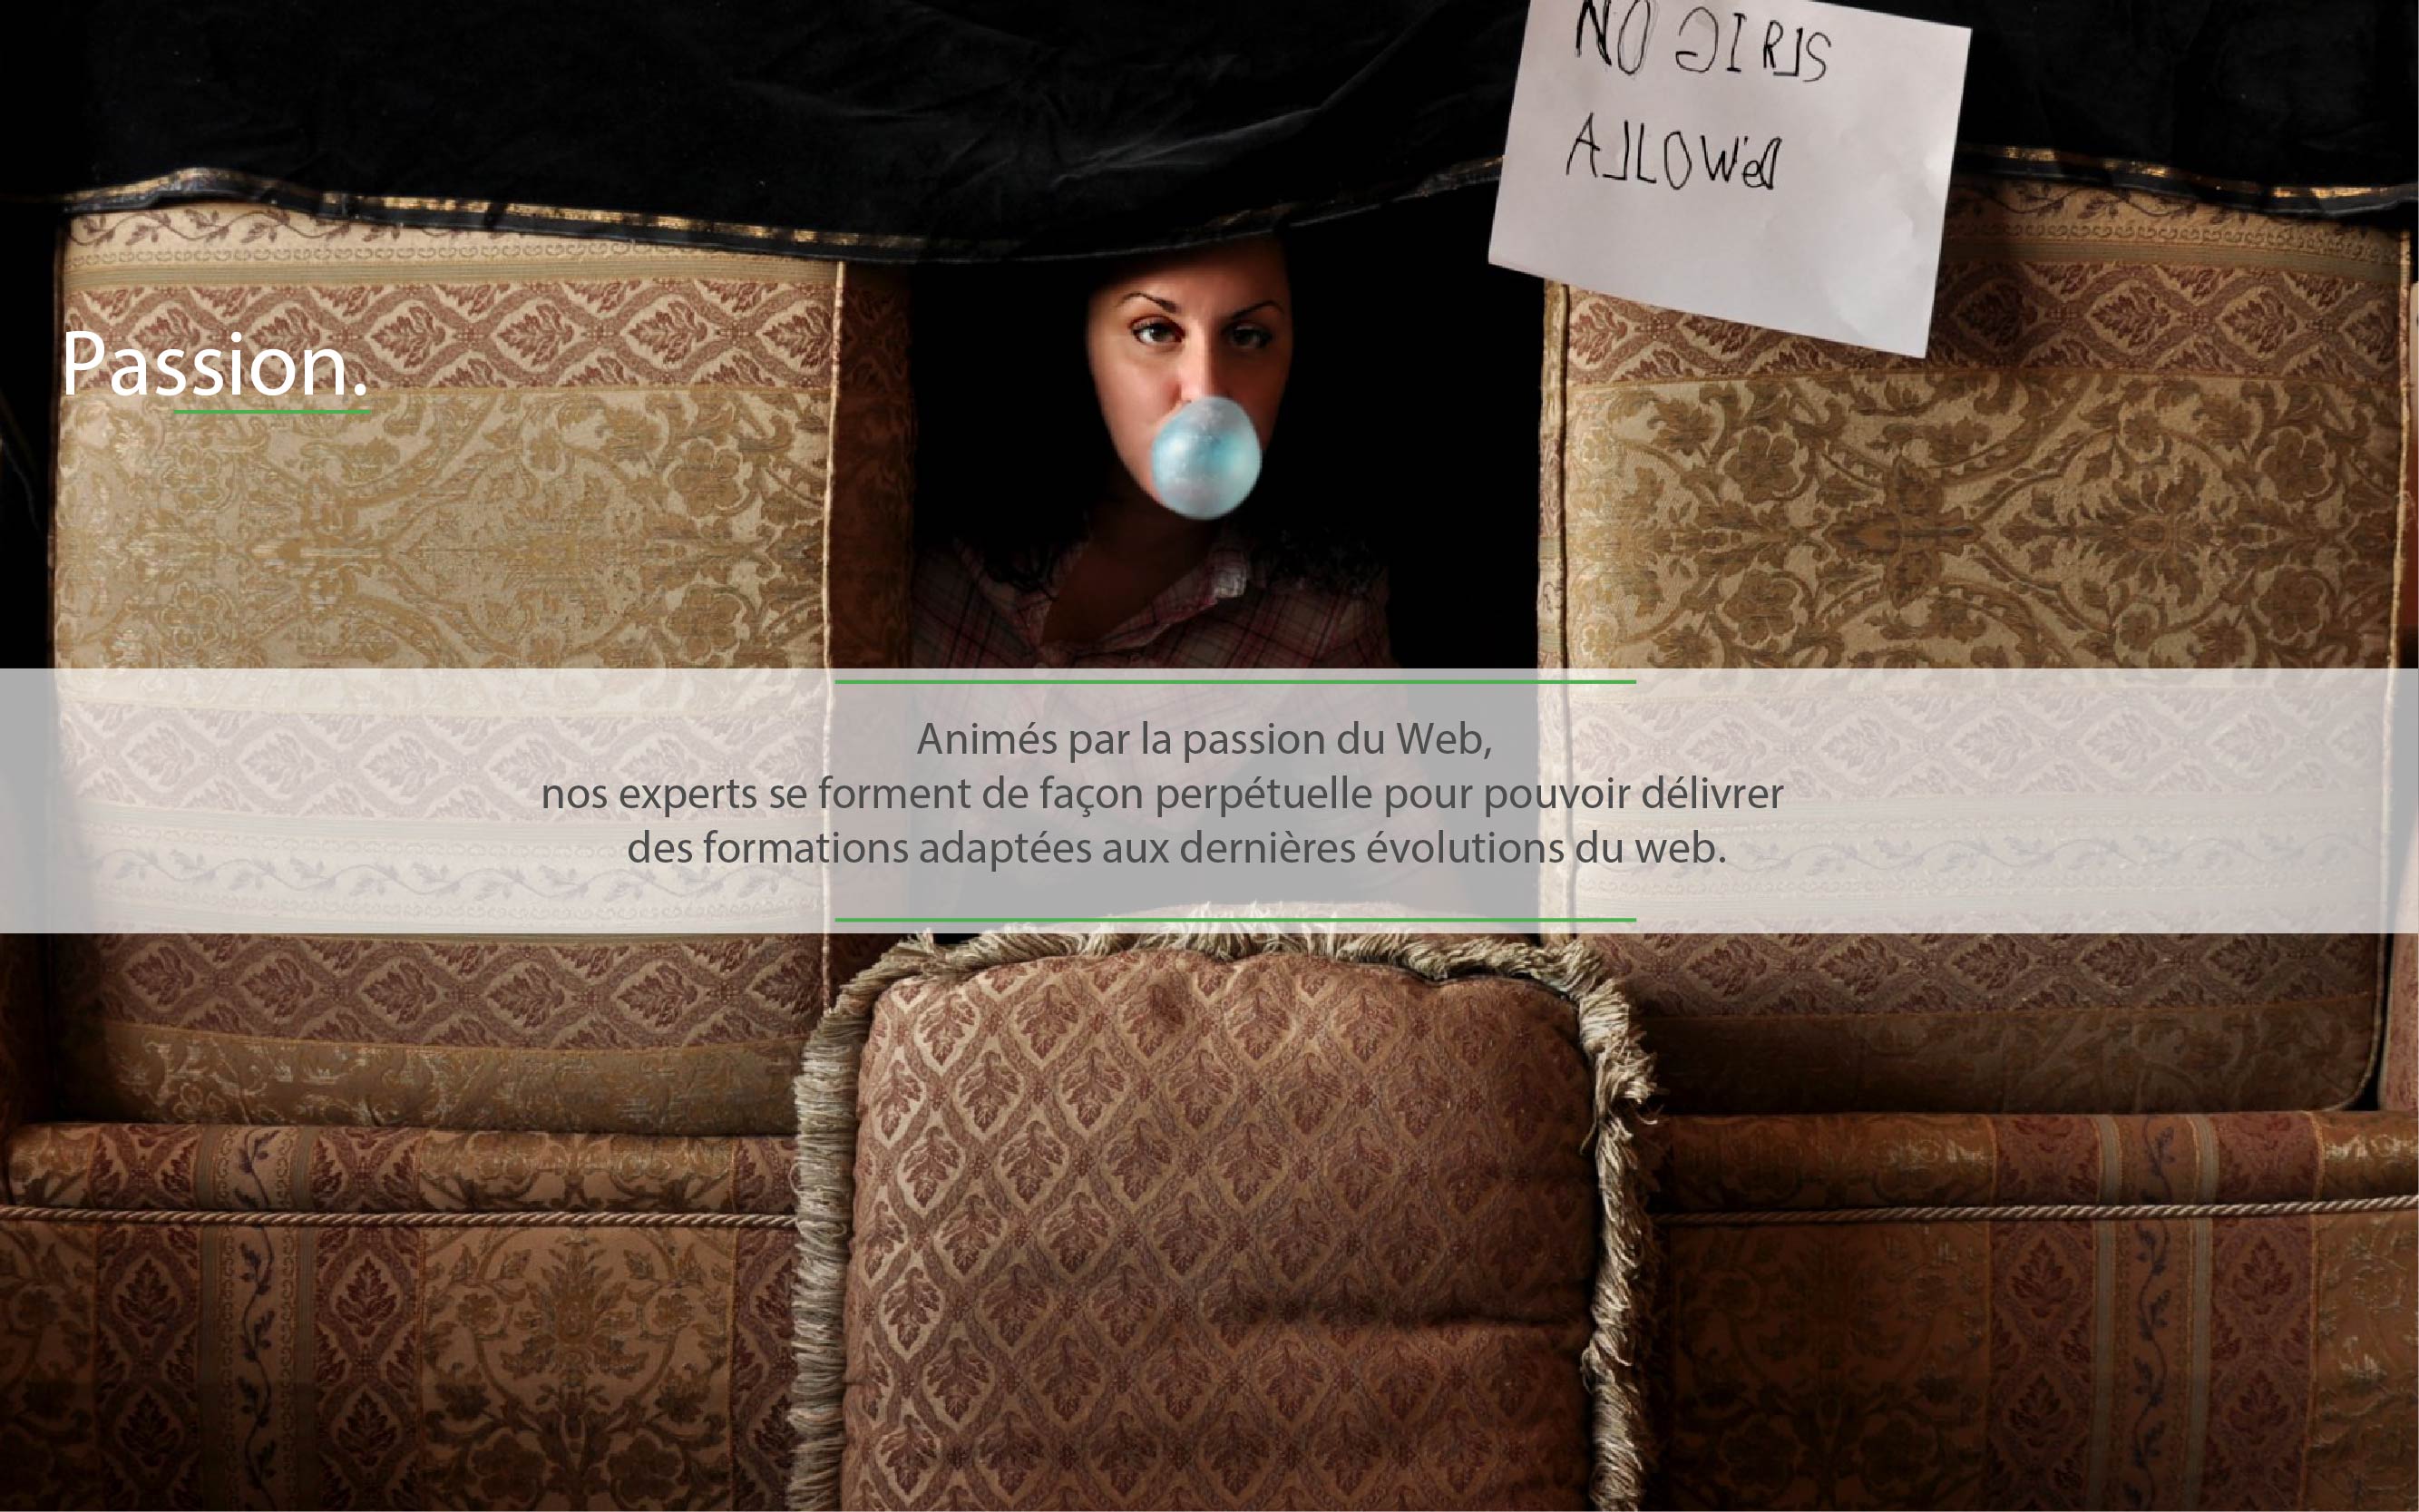 NO GIRLS
ALLOWed
Passion.
Animés par la passion du Web,
nos experts se forment de façon perpétuelle pour pouvoir délivrer
des formations adaptées aux dernières évolutions du web.